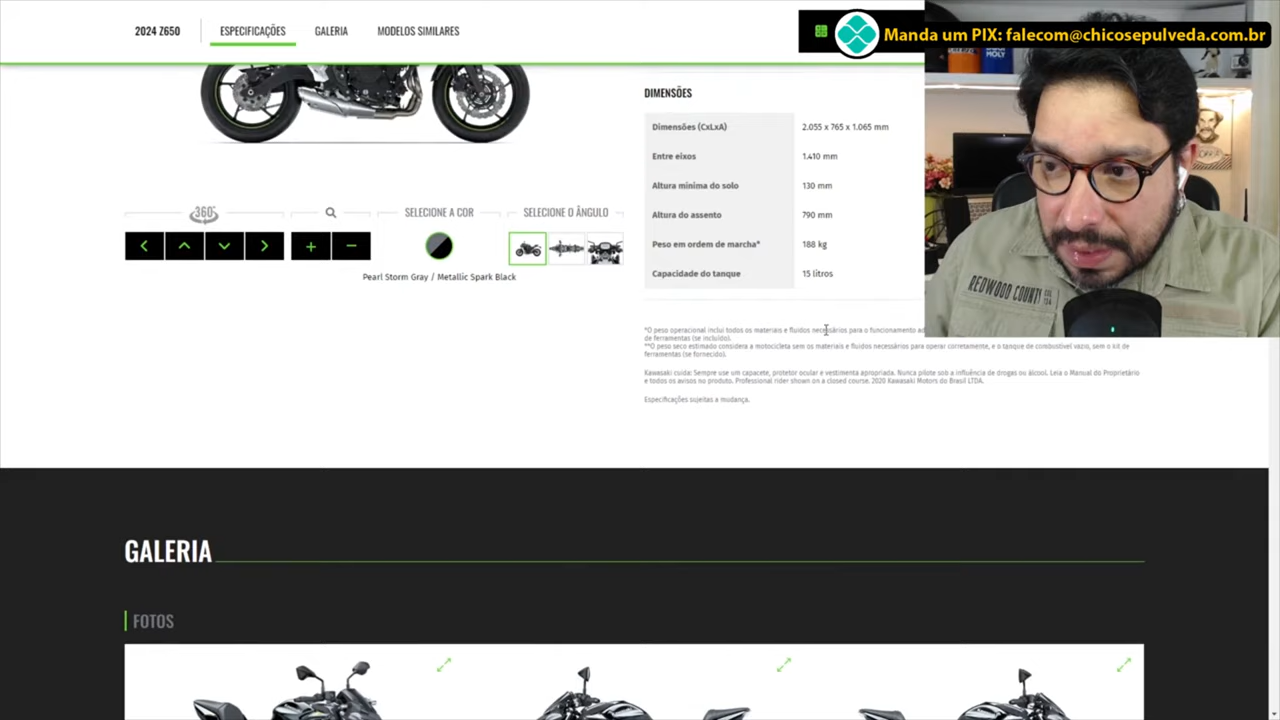 2024 Z650
ESPECIFICAÇÕES
GALERIA
MODELOS SIMILARES
Manda um PIX: falecom@chicosepulveda.com.br
MOLY
DIMENSÕES
Dimensões (CxLxA) 2.055 x 765 x 1.065 mm
Entre eixos 1.410 mm
Altura mínima do solo 130 mm
Altura do assento 790 mm
Peso em ordem de marcha* 188 kg
Capacidade do tanque 15 litros
360°
SELECIONE A COR
SELECIONE O ÂNGULO
Pearl Storm Gray / Metallic Spark Black
REDWOOD COUNTY
*O peso operacional inclui todos os materiais e fluidos necessários para o funcionamento
de ferramentas (se incluído).
**O peso seco estimado considera a motocicleta sem os materiais e fluidos necessários para operar corretamente, e o tanque de combustível vazio, sem o kit de
ferramentas (se fornecido).
Kawasaki cuida: Sempre use um capacete, protetor ocular e vestimenta apropriada. Nunca pilote sob a influência de drogas ou álcool. Leia o Manual do Proprietário
e todos os avisos no produto. Professional rider shown on a closed course. 2020 Kawasaki Motors do Brasil LTDA.
Especificações sujeitas a mudança.
GALERIA
FOTOS